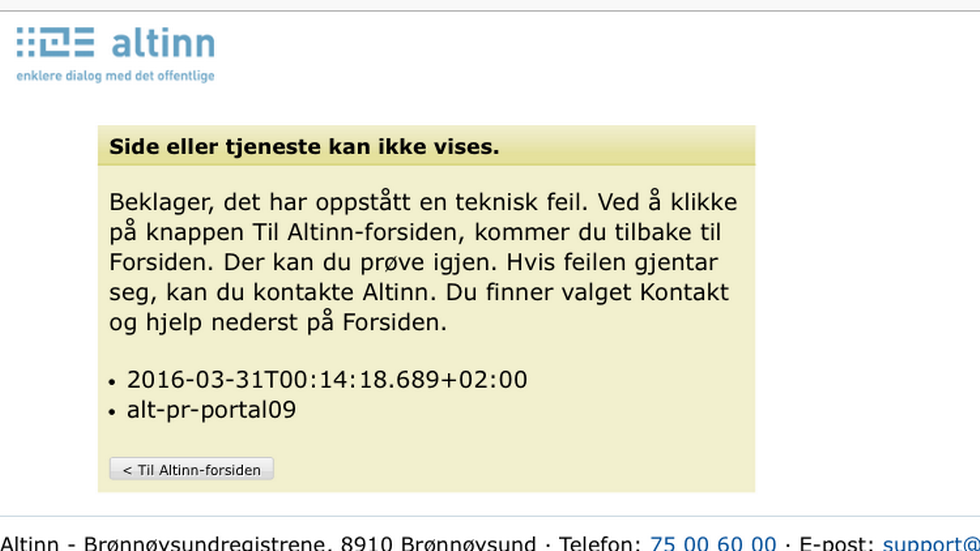 altinn
enklere dialog med det offentlige
Side eller tjeneste kan ikke vises.
Beklager, det har oppstått en teknisk feil. Ved å klikke
på knappen Til Altinn-forsiden, kommer du tilbake til
Forsiden. Der kan du prøve igjen. Hvis feilen gjentar
seg, kan du kontakte Altinn. Du finner valget Kontakt
og hjelp nederst på Forsiden.
• 2016-03-31T00:14:18.689+02:00
• alt-pr-portal09
< Til Altinn-forsiden
Altinn - Brønnøysundregistrene, 8910 Brønnøysund · Telefon: 75 00 60 00 · E-post: support@